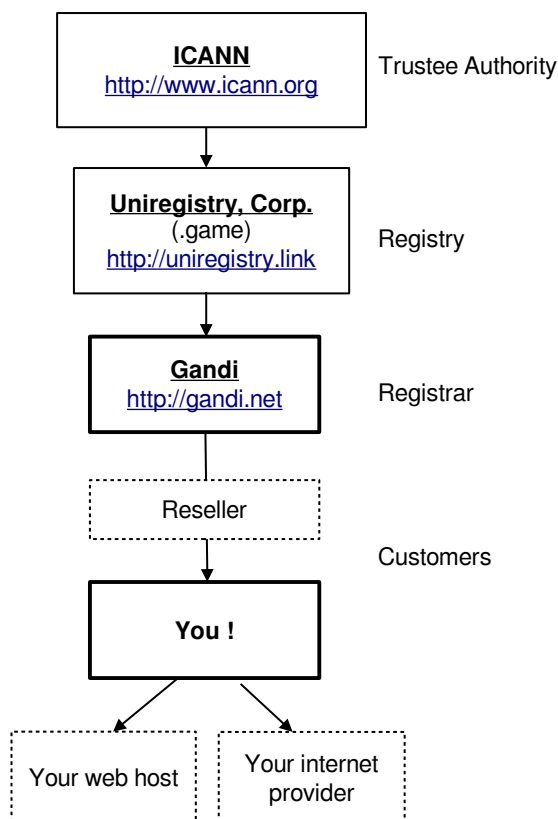 ICANN
http://www.icann.org
Trustee Authority
Uniregistry, Corp.
(.game)
http://uniregistry.link
Registry
Gandi
http://gandi.net
Registrar
Reseller
Customers
You !
Your web host
Your internet
provider